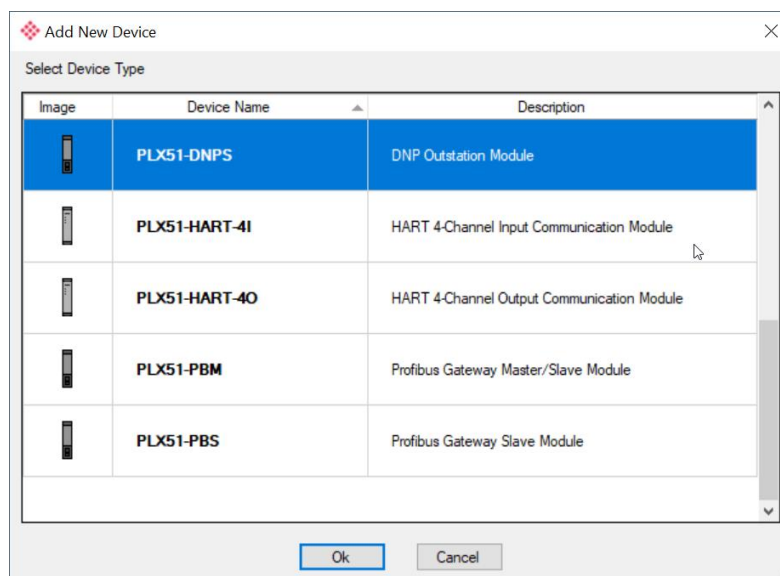 Add New Device
Select Device Type
Image Device Name Description
PLX51-DNPS DNP Outstation Module
PLX51-HART-4I HART 4-Channel Input Communication Module
PLX51-HART-4O HART 4-Channel Output Communication Module
PLX51-PBM Profibus Gateway Master/Slave Module
PLX51-PBS Profibus Gateway Slave Module
Ok Cancel